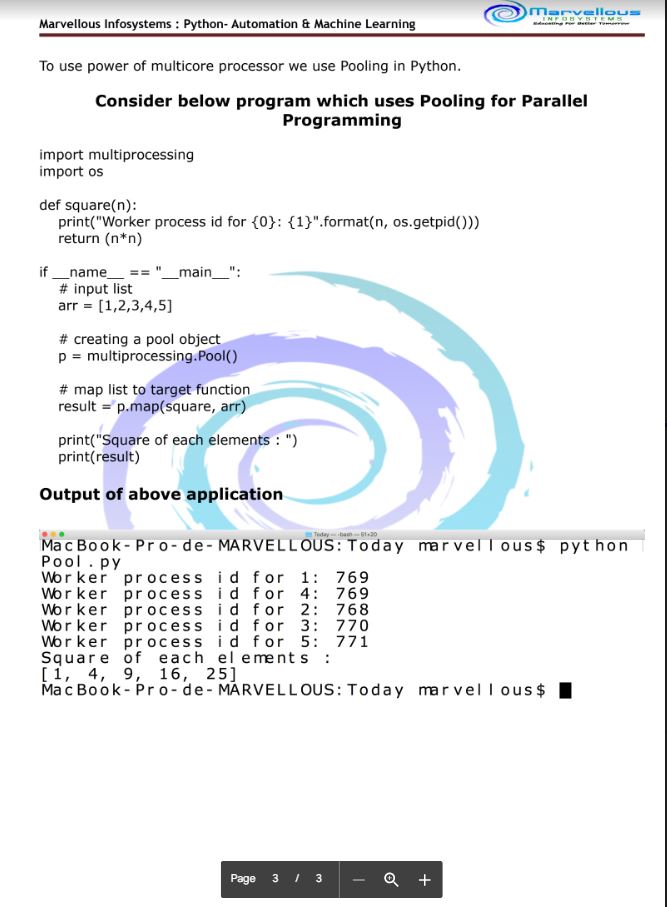 Marvellous Infosystems : Python- Automation & Machine Learning
Marvellous
INFOSYSTEMS
Educating For Better Tomorrow
To use power of multicore processor we use Pooling in Python.
Consider below program which uses Pooling for Parallel
Programming
import multiprocessing
import os
def square(n):
print("Worker process id for {0}: {1}".format(n, os.getpid()))
return (n*n)
if __name__ == "__main__":
# input list
arr = [1,2,3,4,5]
# creating a pool object
p = multiprocessing.Pool()
# map list to target function
result = p.map(square, arr)
print("Square of each elements : ")
print(result)
Output of above application
Today — -bash — 61×20
MacBook-Pro-de-MARVELLOUS:Today marvellous$ python
Pool.py
Worker process id for 1: 769
Worker process id for 4: 769
Worker process id for 2: 768
Worker process id for 3: 770
Worker process id for 5: 771
Square of each elements :
[1, 4, 9, 16, 25]
MacBook-Pro-de-MARVELLOUS:Today marvellous$
Page 3 / 3